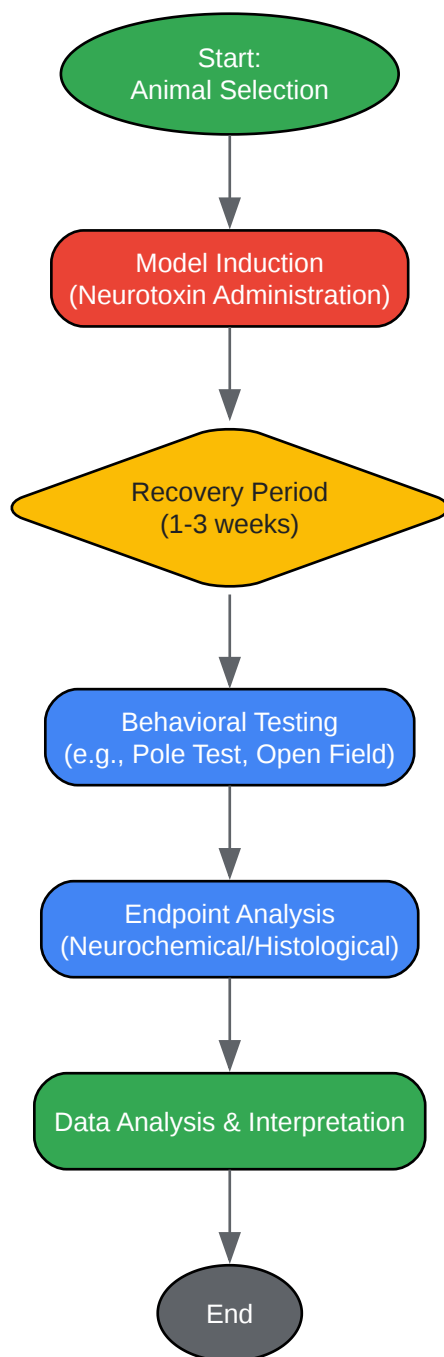 Start:
Animal Selection
Model Induction
(Neurotoxin Administration)
Recovery Period
(1-3 weeks)
Behavioral Testing
(e.g., Pole Test, Open Field)
Endpoint Analysis
(Neurochemical/Histological)
Data Analysis & Interpretation
End